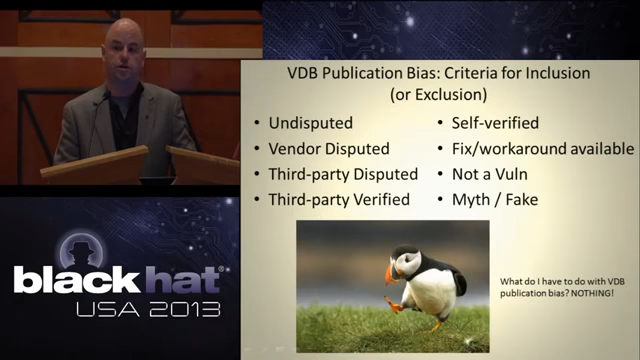 VDB Publication Bias: Criteria for Inclusion
(or Exclusion)
• Undisputed
• Vendor Disputed
• Third-party Disputed
• Third-party Verified
• Self-verified
• Fix/workaround available
• Not a Vuln
• Myth / Fake
What do I have to do with VDB
publication bias? NOTHING!
black hat®
USA 2013